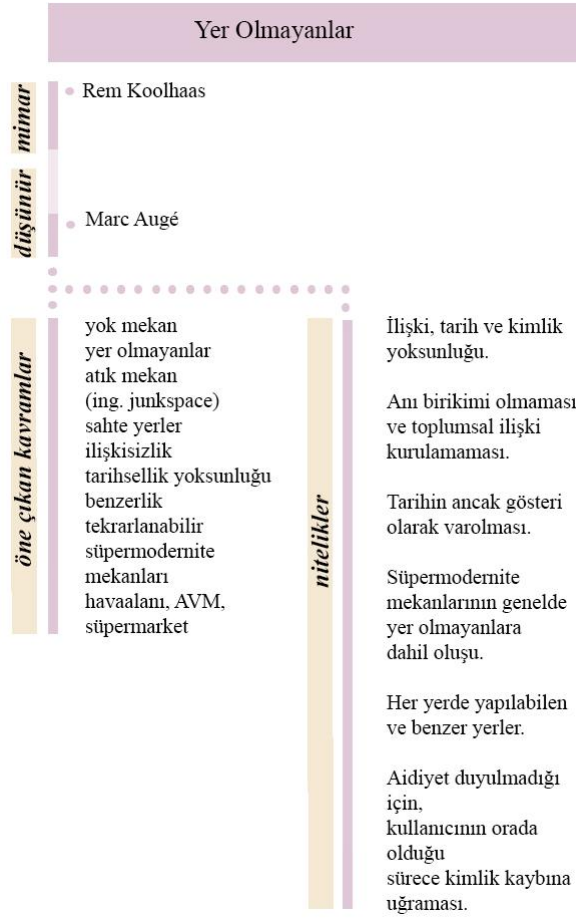 Yer Olmayanlar
mimar
Rem Koolhaas
düşünür
Marc Augé
öne çıkan kavramlar
yok mekan
yer olmayanlar
atık mekan
(ing. junkspace)
sahte yerler
ilişkisizlik
tarihsellik yoksunluğu
benzerlik
tekrarlanabilir
süpermodernite
mekanları
havaalanı, AVM,
süpermarket
nitelikler
İlişki, tarih ve kimlik
yoksunluğu.
Anı birikimi olmaması
ve toplumsal ilişki
kurulamaması.
Tarihin ancak gösteri
olarak varolması.
Süpermodernite
mekanlarının genelde
yer olmayanlara
dahil oluşu.
Her yerde yapılabilen
ve benzer yerler.
Aidiyet duyulmadığı
için,
kullanıcının orada
olduğu
sürece kimlik kaybına
uğraması.